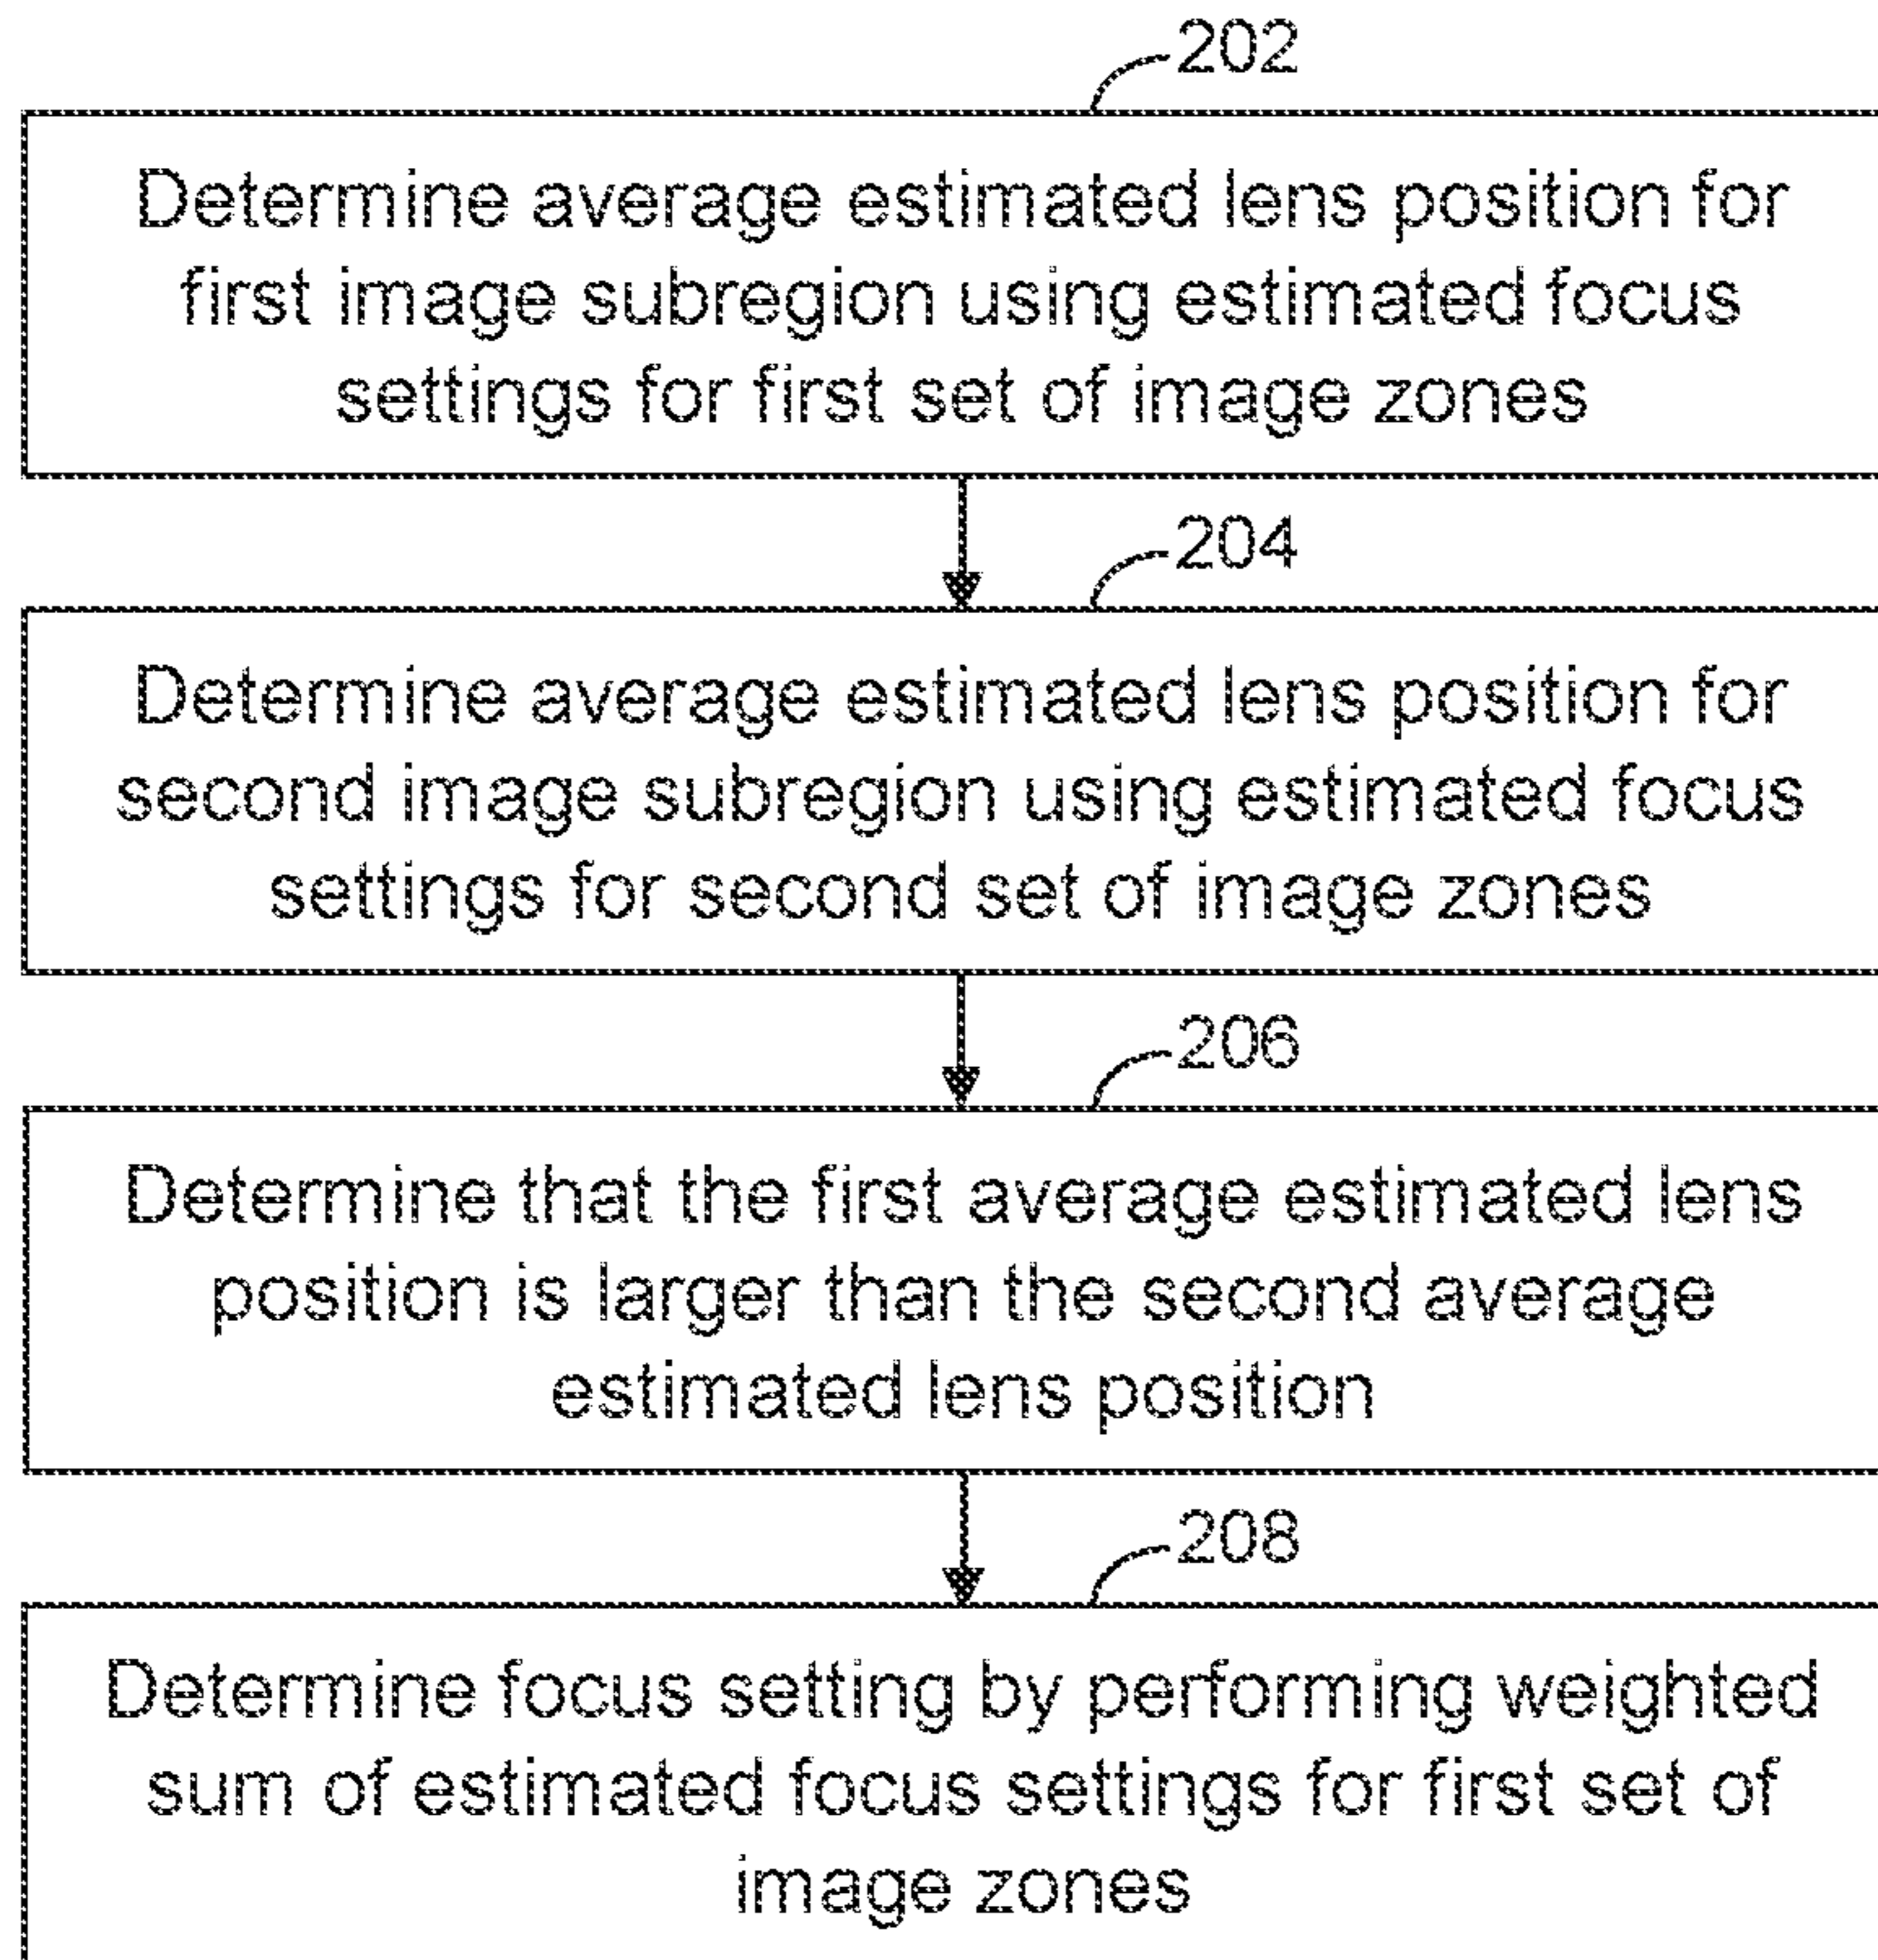 202
Determine average estimated lens position for
first image subregion using estimated focus
settings for first set of image zones
204
Determine average estimated lens position for
second image subregion using estimated focus
settings for second set of image zones
206
Determine that the first average estimated lens
position is larger than the second average
estimated lens position
208
Determine focus setting by performing weighted
sum of estimated focus settings for first set of
image zones